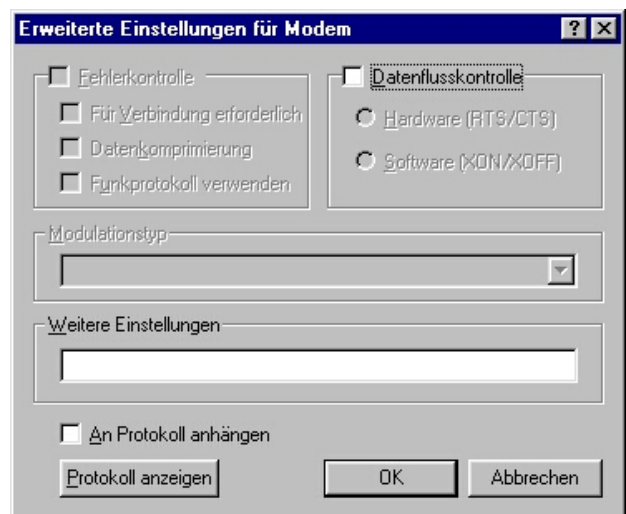 Erweiterte Einstellungen für Modem
Fehlerkontrolle
Für Verbindung erforderlich
Datenkomprimierung
Funkprotokoll verwenden
Datenflusskontrolle
Hardware (RTS/CTS)
Software (XON/XOFF)
Modulationstyp
Weitere Einstellungen
An Protokoll anhängen
Protokoll anzeigen
OK
Abbrechen